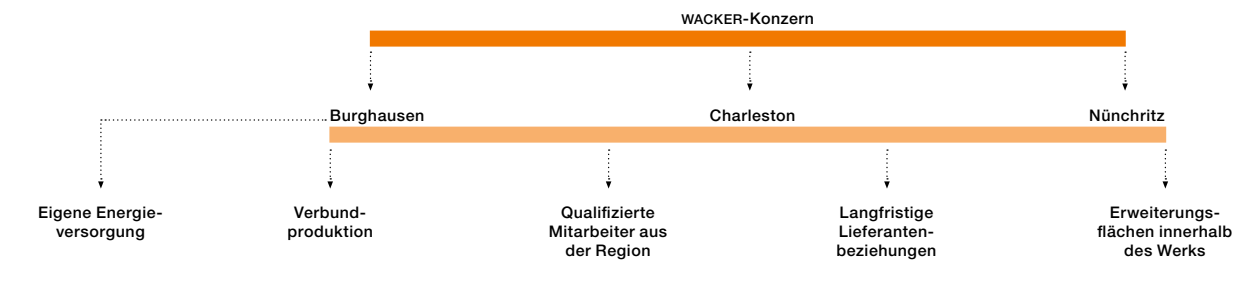 WACKER-Konzern
Burghausen
Charleston
Nünchritz
Eigene Energie-
versorgung
Verbund-
produktion
Qualifizierte
Mitarbeiter aus
der Region
Langfristige
Lieferanten-
beziehungen
Erweiterungs-
flächen innerhalb
des Werks